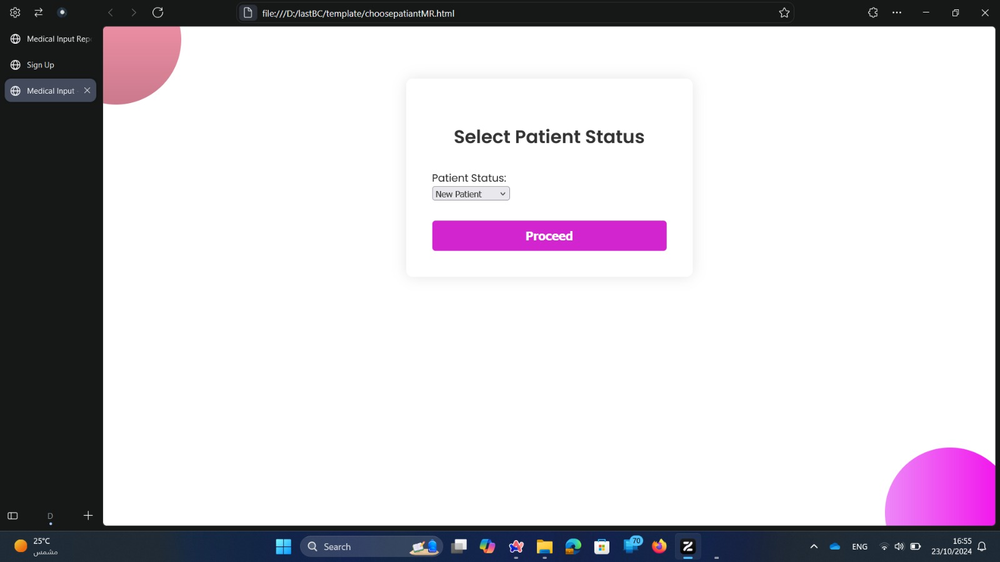 file:///D:/lastBC/template/choosepatiantMR.html
Medical Input Rep
Sign Up
Medical Input
Select Patient Status
Patient Status:
New Patient
Proceed
D
25°C
مشمس
Search
70
ENG
16:55
23/10/2024